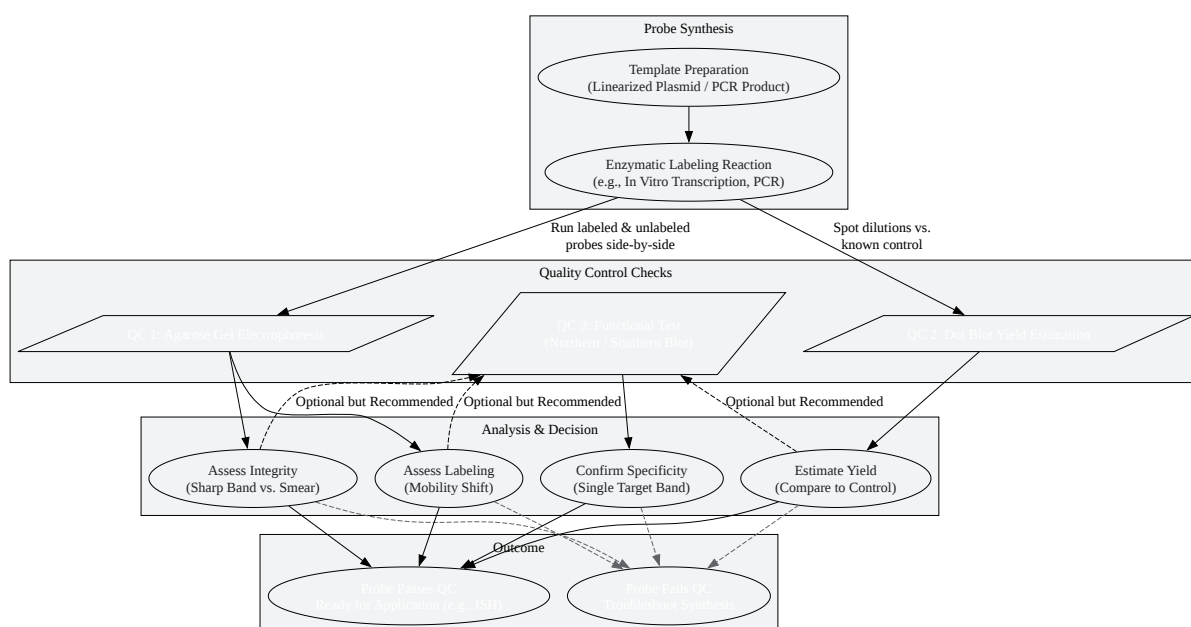 Probe Synthesis
Template Preparation
(Linearized Plasmid / PCR Product)
Enzymatic Labeling Reaction
(e.g., In Vitro Transcription, PCR)
Run labeled & unlabeled
probes side-by-side
Spot dilutions vs.
known control
Quality Control Checks
QC 1: Agarose Gel Electrophoresis
QC 3: Functional Test
(Northern / Southern Blot)
QC 2: Dot Blot Yield Estimation
Optional but Recommended
Optional but Recommended
Optional but Recommended
Analysis & Decision
Assess Integrity
(Sharp Band vs. Smear)
Assess Labeling
(Mobility Shift)
Confirm Specificity
(Single Target Band)
Estimate Yield
(Compare to Control)
Outcome
Probe Passes QC
Ready for Application (e.g., ISH)
Probe Fails QC
Troubleshoot Synthesis